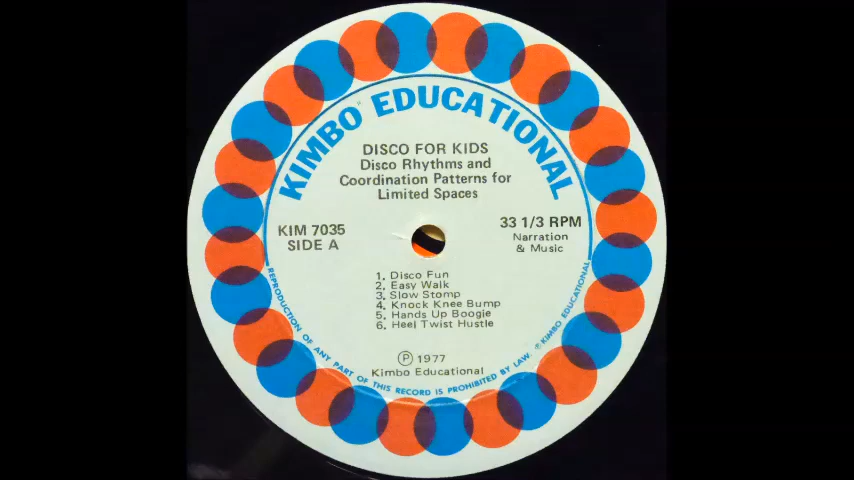 KIMBO® EDUCATIONAL
DISCO FOR KIDS
Disco Rhythms and
Coordination Patterns for
Limited Spaces
KIM 7035
SIDE A
33 1/3 RPM
Narration
& Music
1. Disco Fun
2. Easy Walk
3. Slow Stomp
4. Knock Knee Bump
5. Hands Up Boogie
6. Heel Twist Hustle
Ⓟ 1977
Kimbo Educational
REPRODUCTION OF ANY PART OF THIS RECORD IS PROHIBITED BY LAW. ® KIMBO EDUCATIONAL